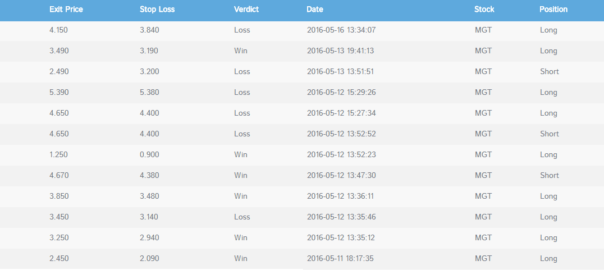 Exit Price Stop Loss Verdict Date Stock Position
4.150 3.840 Loss 2016-05-16 13:34:07 MGT Long
3.490 3.190 Win 2016-05-13 19:41:13 MGT Long
2.490 3.200 Loss 2016-05-13 13:51:51 MGT Short
5.390 5.380 Loss 2016-05-12 15:29:26 MGT Long
4.650 4.400 Loss 2016-05-12 15:27:34 MGT Long
4.650 4.400 Loss 2016-05-12 13:52:52 MGT Short
1.250 0.900 Win 2016-05-12 13:52:23 MGT Long
4.670 4.380 Win 2016-05-12 13:47:30 MGT Short
3.850 3.480 Win 2016-05-12 13:36:11 MGT Long
3.450 3.140 Loss 2016-05-12 13:35:46 MGT Long
3.250 2.940 Win 2016-05-12 13:35:12 MGT Long
2.450 2.090 Win 2016-05-11 18:17:35 MGT Long